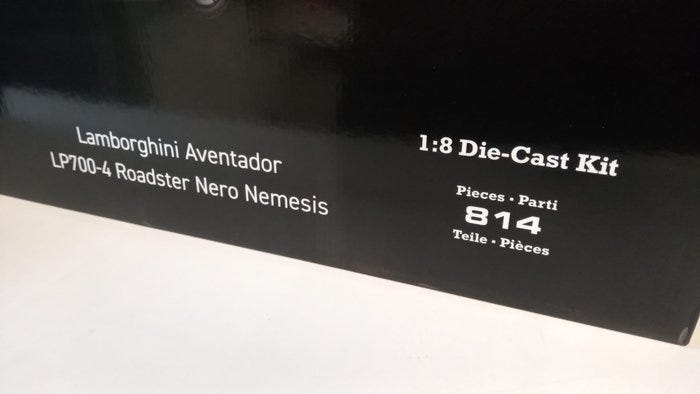 Lamborghini Aventador
LP700-4 Roadster Nero Nemesis
1:8 Die-Cast Kit
Pieces · Parti
814
Teile · Pièces